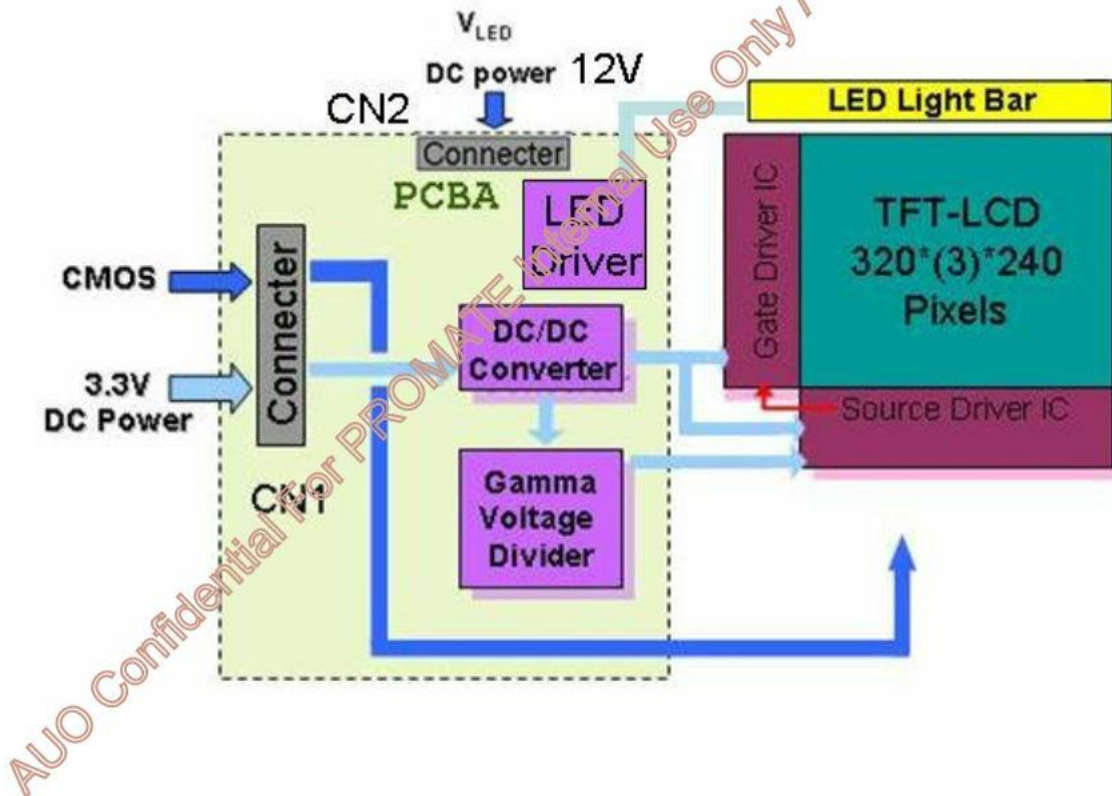 V_LED
DC power 12V
CN2
Connecter
PCBA
LED
Driver
LED Light Bar
Gate Driver IC
TFT-LCD
320*(3)*240
Pixels
CMOS
Connecter
3.3V
DC Power
DC/DC
Converter
Source Driver IC
CN1
Gamma
Voltage
Divider
AUO Confidential For PROMATE Internal Use Only /